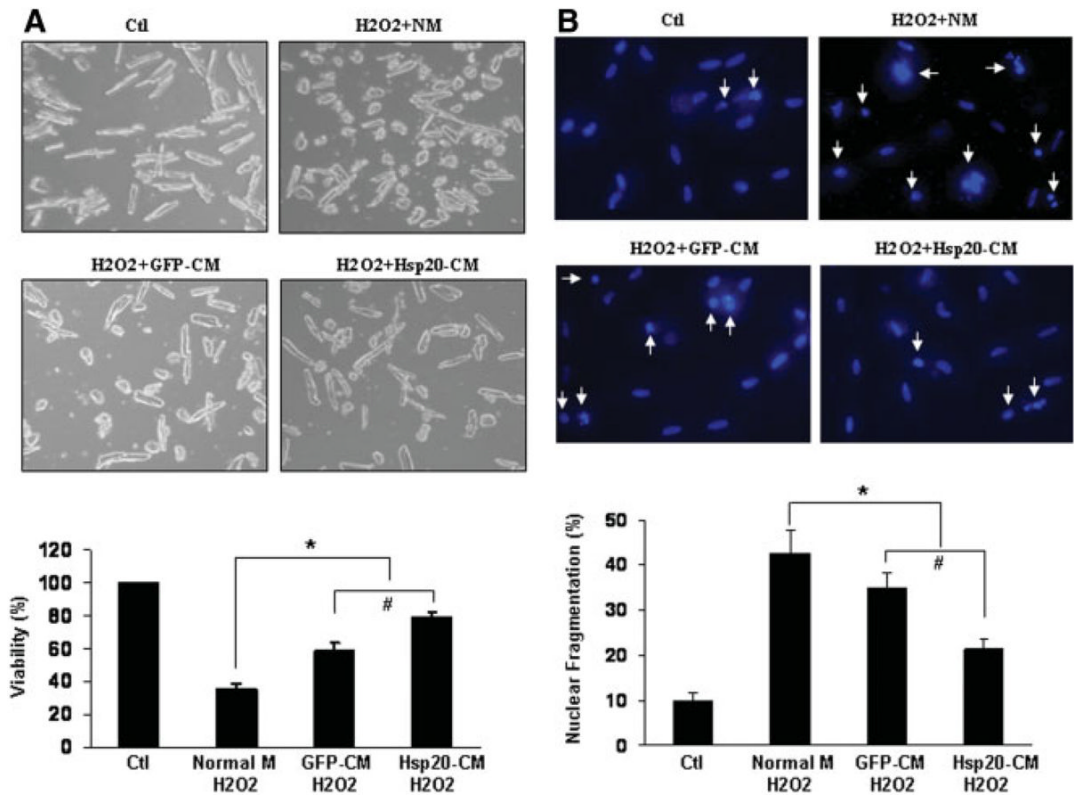 A
Ctl
H2O2+NM
H2O2+GFP-CM
H2O2+Hsp20-CM
Viability (%)
120
100
80
60
40
20
0
*
#
Ctl
Normal M
H2O2
GFP-CM
H2O2
Hsp20-CM
H2O2
B
Ctl
H2O2+NM
H2O2+GFP-CM
H2O2+Hsp20-CM
Nuclear Fragmentation (%)
50
40
30
20
10
0
*
#
Ctl
Normal M
H2O2
GFP-CM
H2O2
Hsp20-CM
H2O2